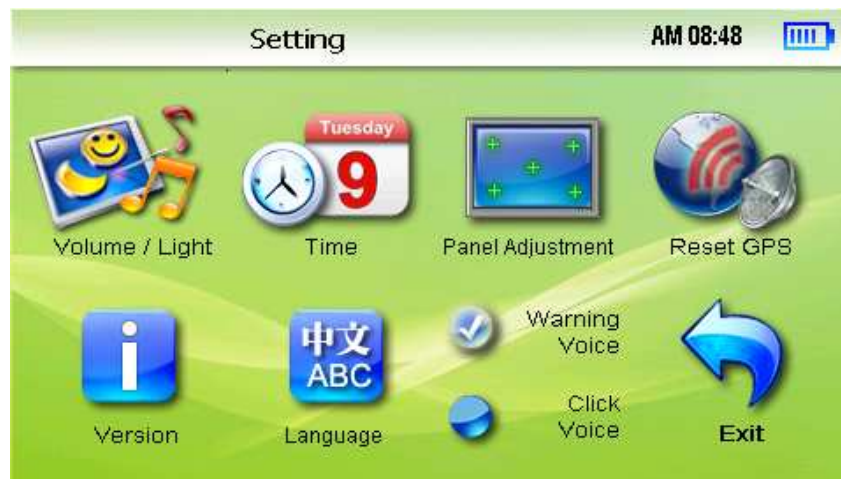 Setting
AM 08:48
Tuesday
9
Volume / Light
Time
Panel Adjustment
Reset GPS
i
中文
ABC
Warning
Voice
Click
Voice
Version
Language
Exit